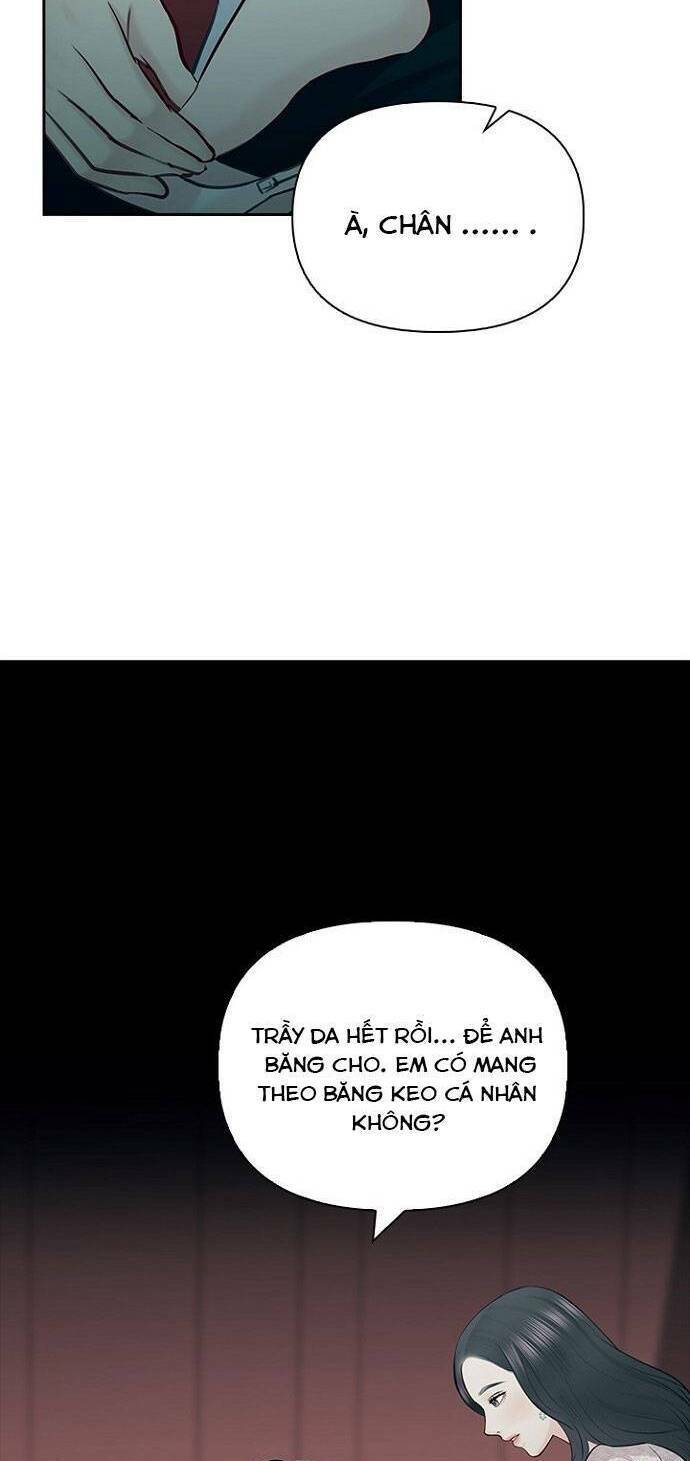 À, CHÂN ...... .
TRẦY DA HẾT RỒI... ĐỂ ANH
BĂNG CHO. EM CÓ MANG
THEO BĂNG KEO CÁ NHÂN
KHÔNG?